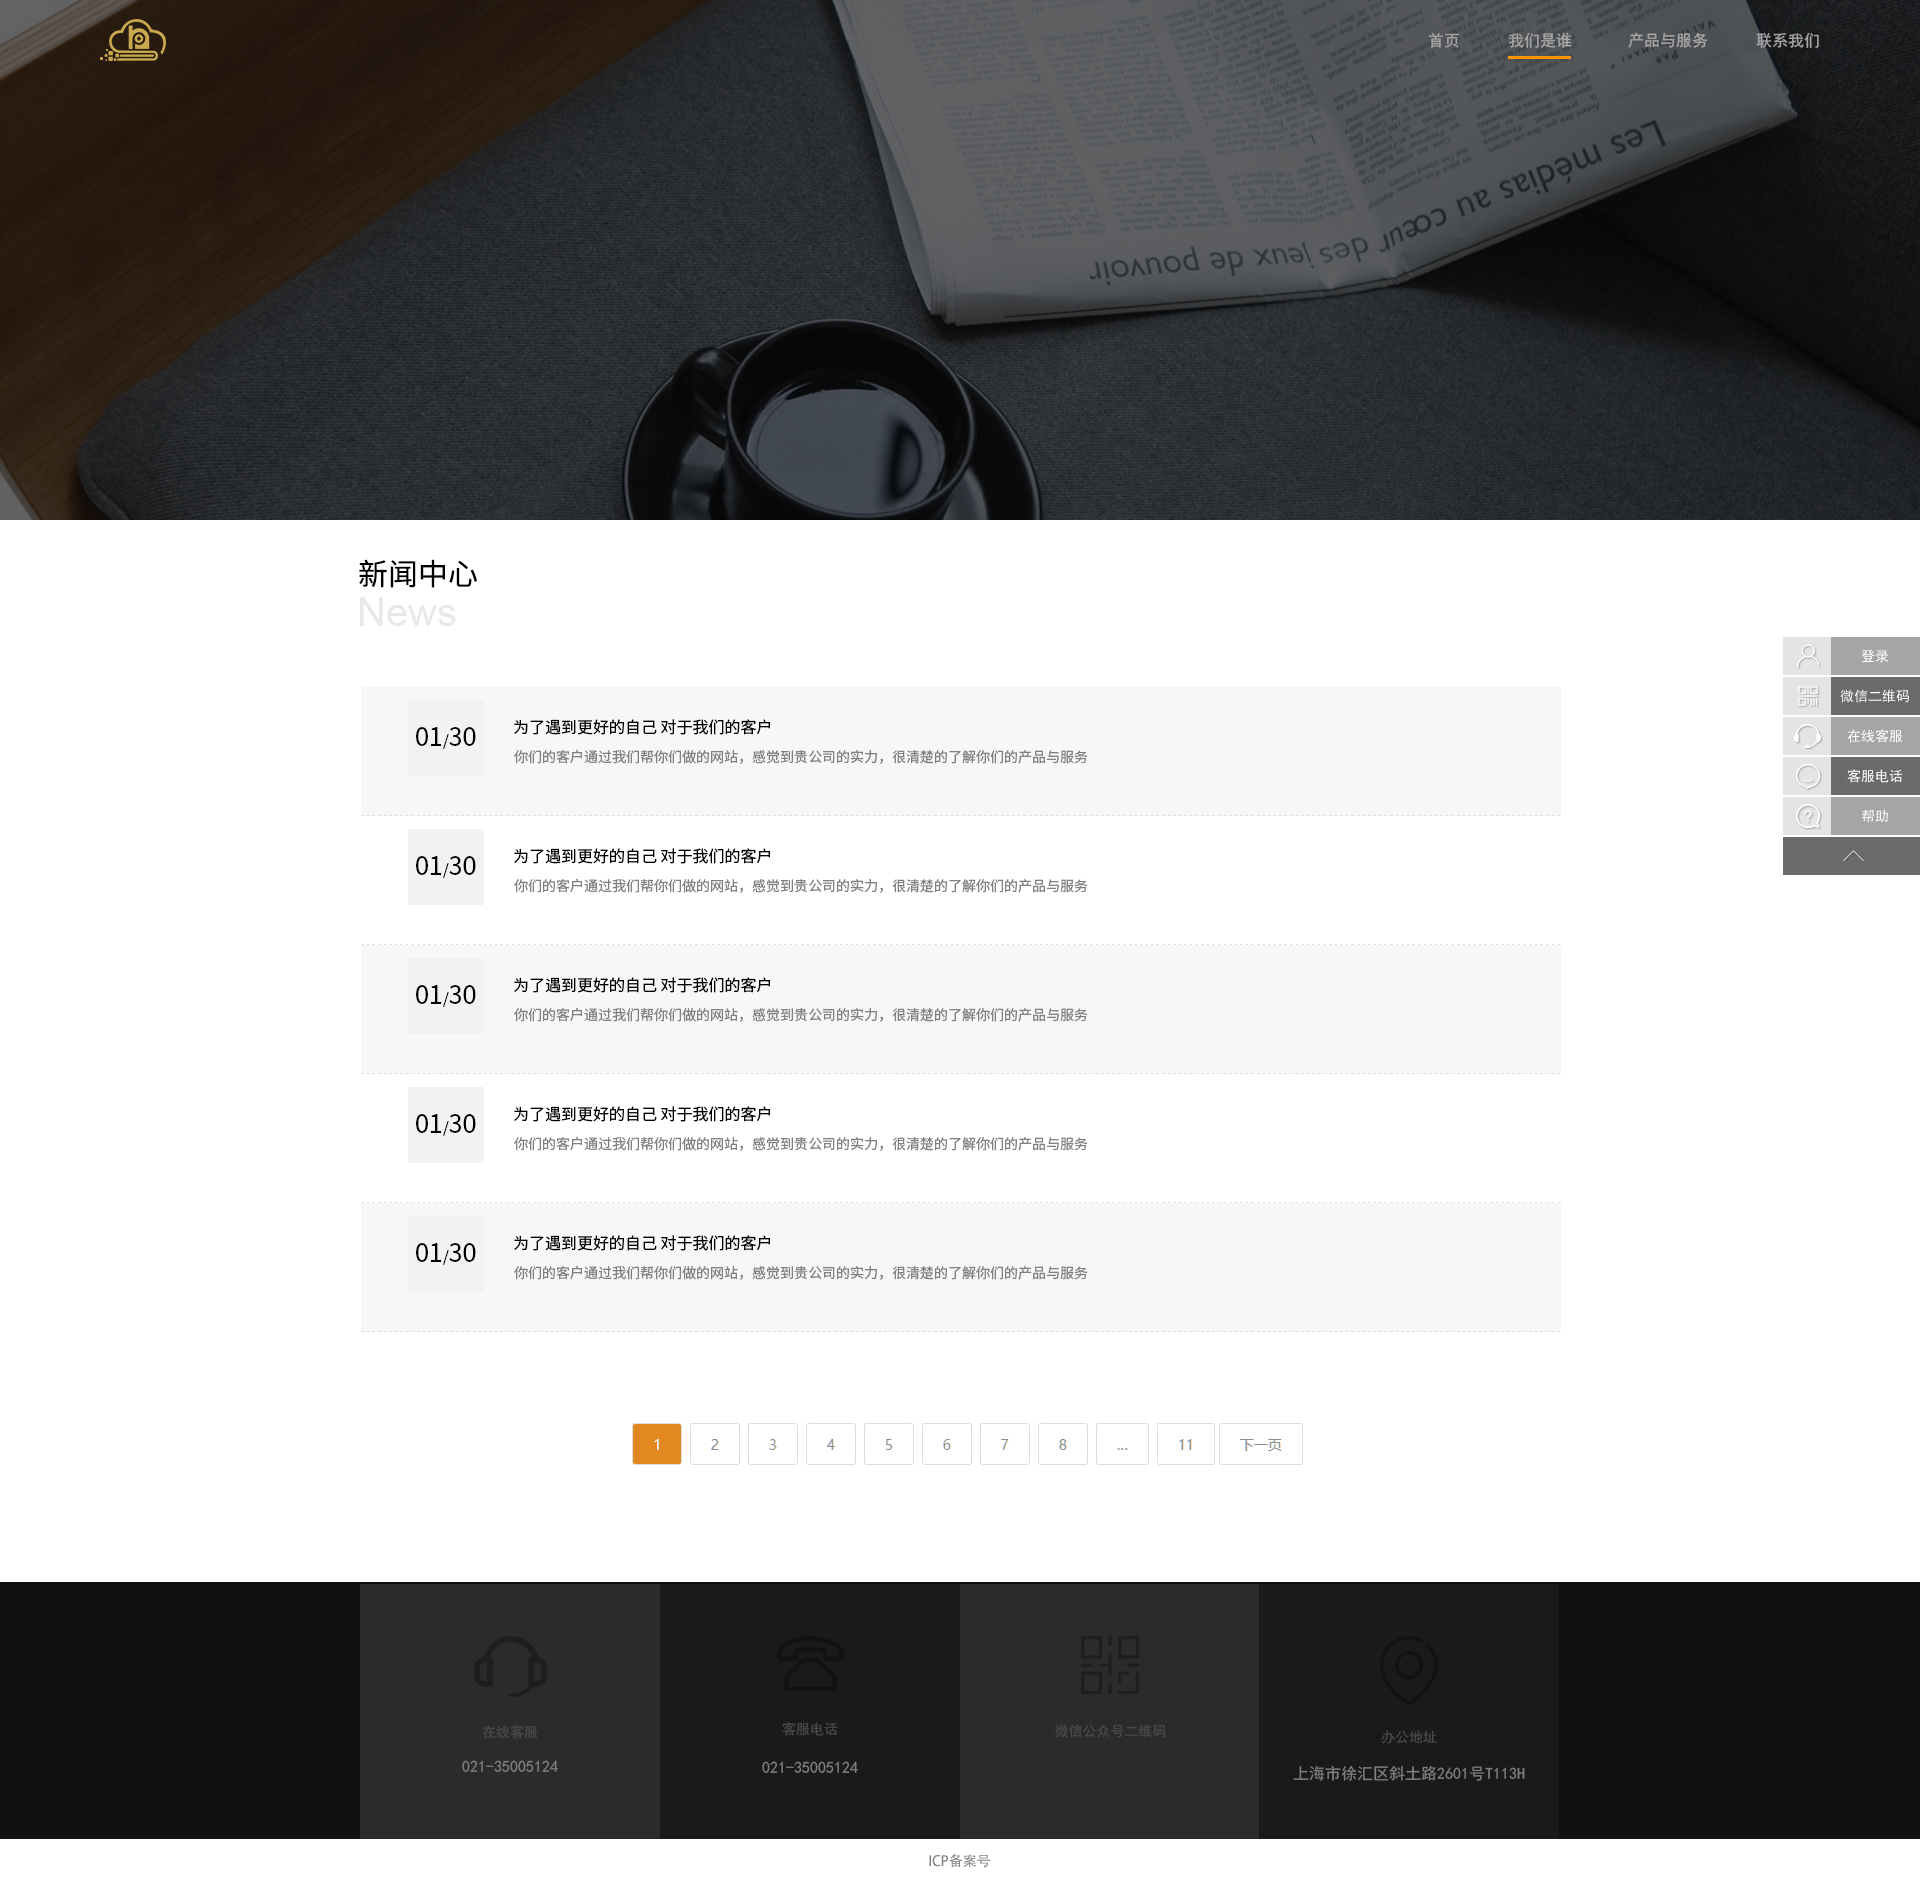 首页 我们是谁 产品与服务 联系我们
Les médias au cœur des jeux de pouvoir
新闻中心
News
登录
微信二维码
在线客服
客服电话
帮助
01/30
为了遇到更好的自己 对于我们的客户
你们的客户通过我们帮你们做的网站，感觉到贵公司的实力，很清楚的了解你们的产品与服务
01/30
为了遇到更好的自己 对于我们的客户
你们的客户通过我们帮你们做的网站，感觉到贵公司的实力，很清楚的了解你们的产品与服务
01/30
为了遇到更好的自己 对于我们的客户
你们的客户通过我们帮你们做的网站，感觉到贵公司的实力，很清楚的了解你们的产品与服务
01/30
为了遇到更好的自己 对于我们的客户
你们的客户通过我们帮你们做的网站，感觉到贵公司的实力，很清楚的了解你们的产品与服务
01/30
为了遇到更好的自己 对于我们的客户
你们的客户通过我们帮你们做的网站，感觉到贵公司的实力，很清楚的了解你们的产品与服务
1 2 3 4 5 6 7 8 ... 11 下一页
在线客服
021-35005124
客服电话
021-35005124
微信公众号二维码
办公地址
上海市徐汇区斜土路2601号T113H
ICP备案号